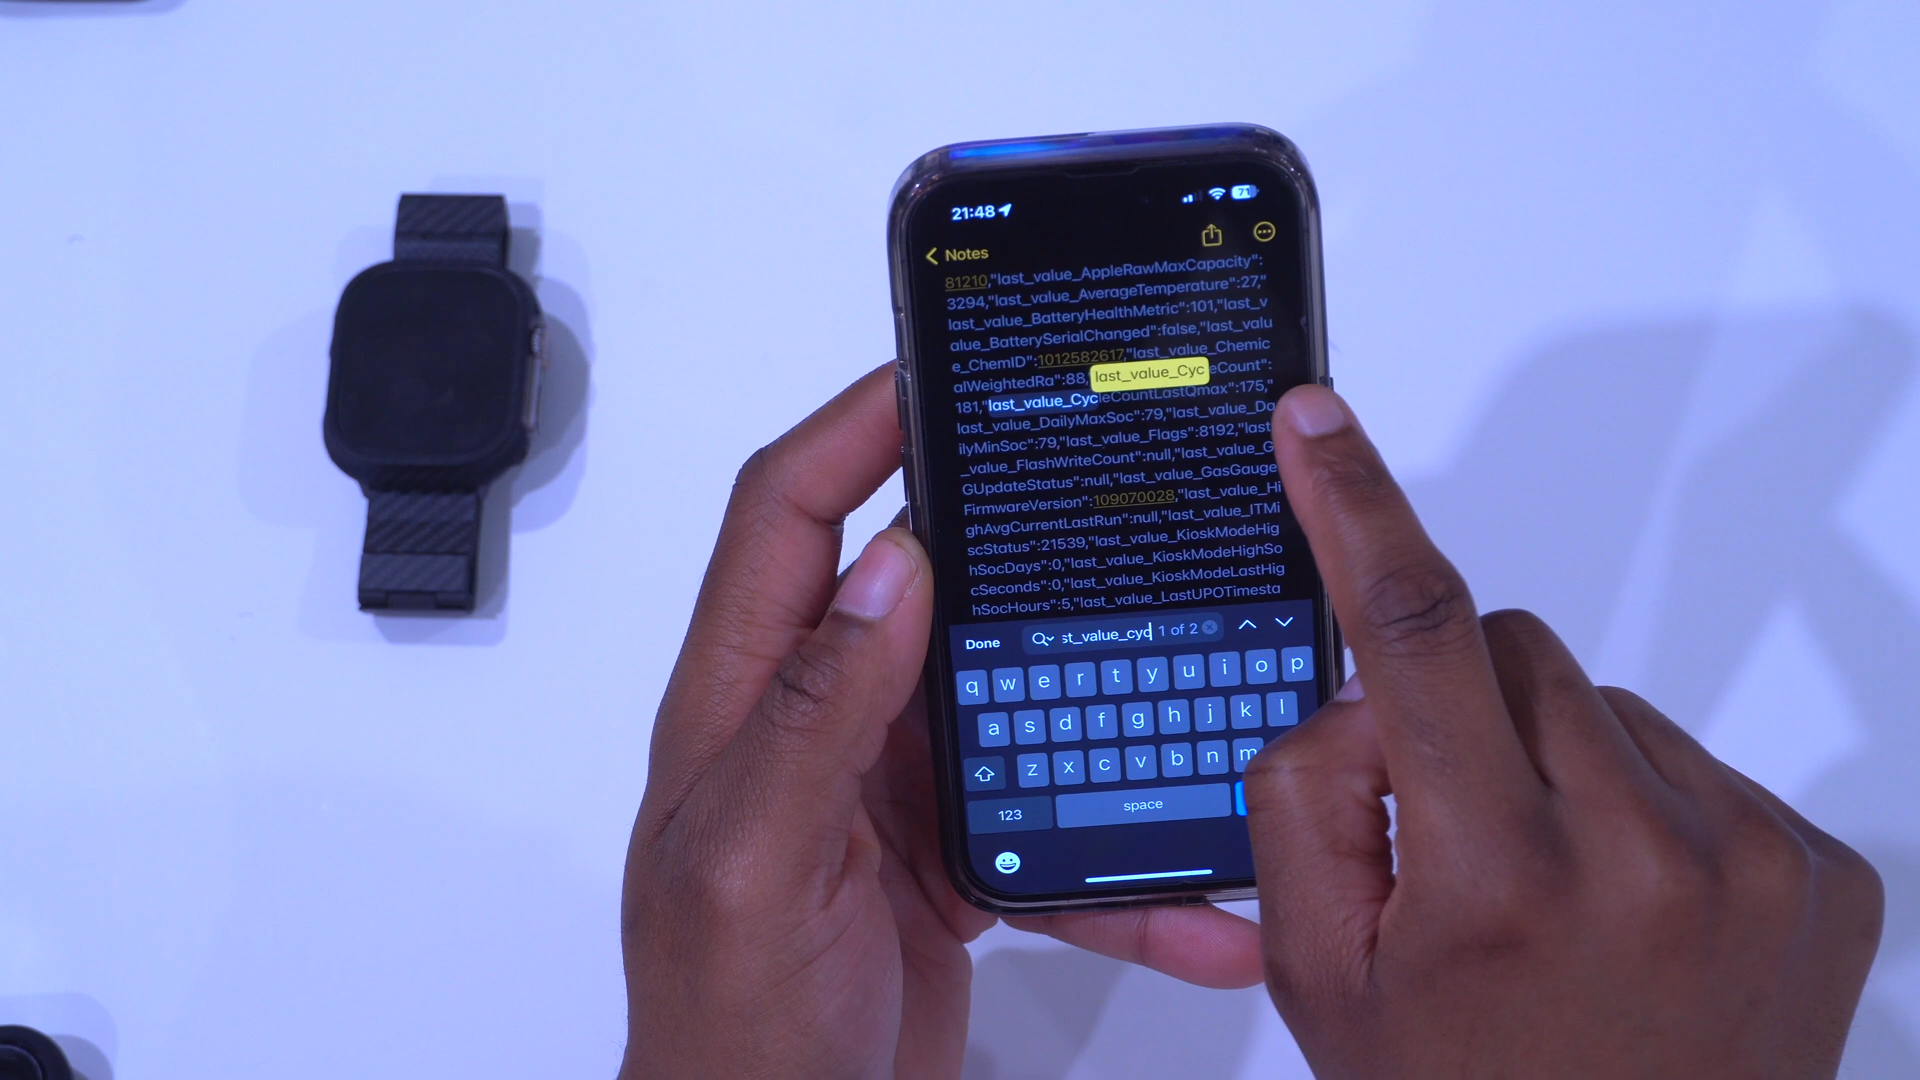 21:48
71
Notes
81210,"last_value_AppleRawMaxCapacity":
3294,"last_value_AverageTemperature":27,"
last_value_BatteryHealthMetric":101,"last_v
alue_BatterySerialChanged":false,"last_valu
e_ChemID":1012582617,"last_value_Chemic
alWeightedRa":88,"last_value_CycleCount":
181,"last_value_CycleCountLastQmax":175,"
last_value_DailyMaxSoc":79,"last_value_Da
ilyMinSoc":79,"last_value_Flags":8192,"last
_value_FlashWriteCount":null,"last_value_G
GUpdateStatus":null,"last_value_GasGauge
FirmwareVersion":109070028,"last_value_Hi
ghAvgCurrentLastRun":null,"last_value_ITMi
scStatus":21539,"last_value_KioskModeHig
hSocDays":0,"last_value_KioskModeHighSo
cSeconds":0,"last_value_KioskModeLastHig
hSocHours":5,"last_value_LastUPOTimesta
Done st_value_cyc 1 of 2
q w e r t y u i o p
a s d f g h j k l
z x c v b n m
123 space